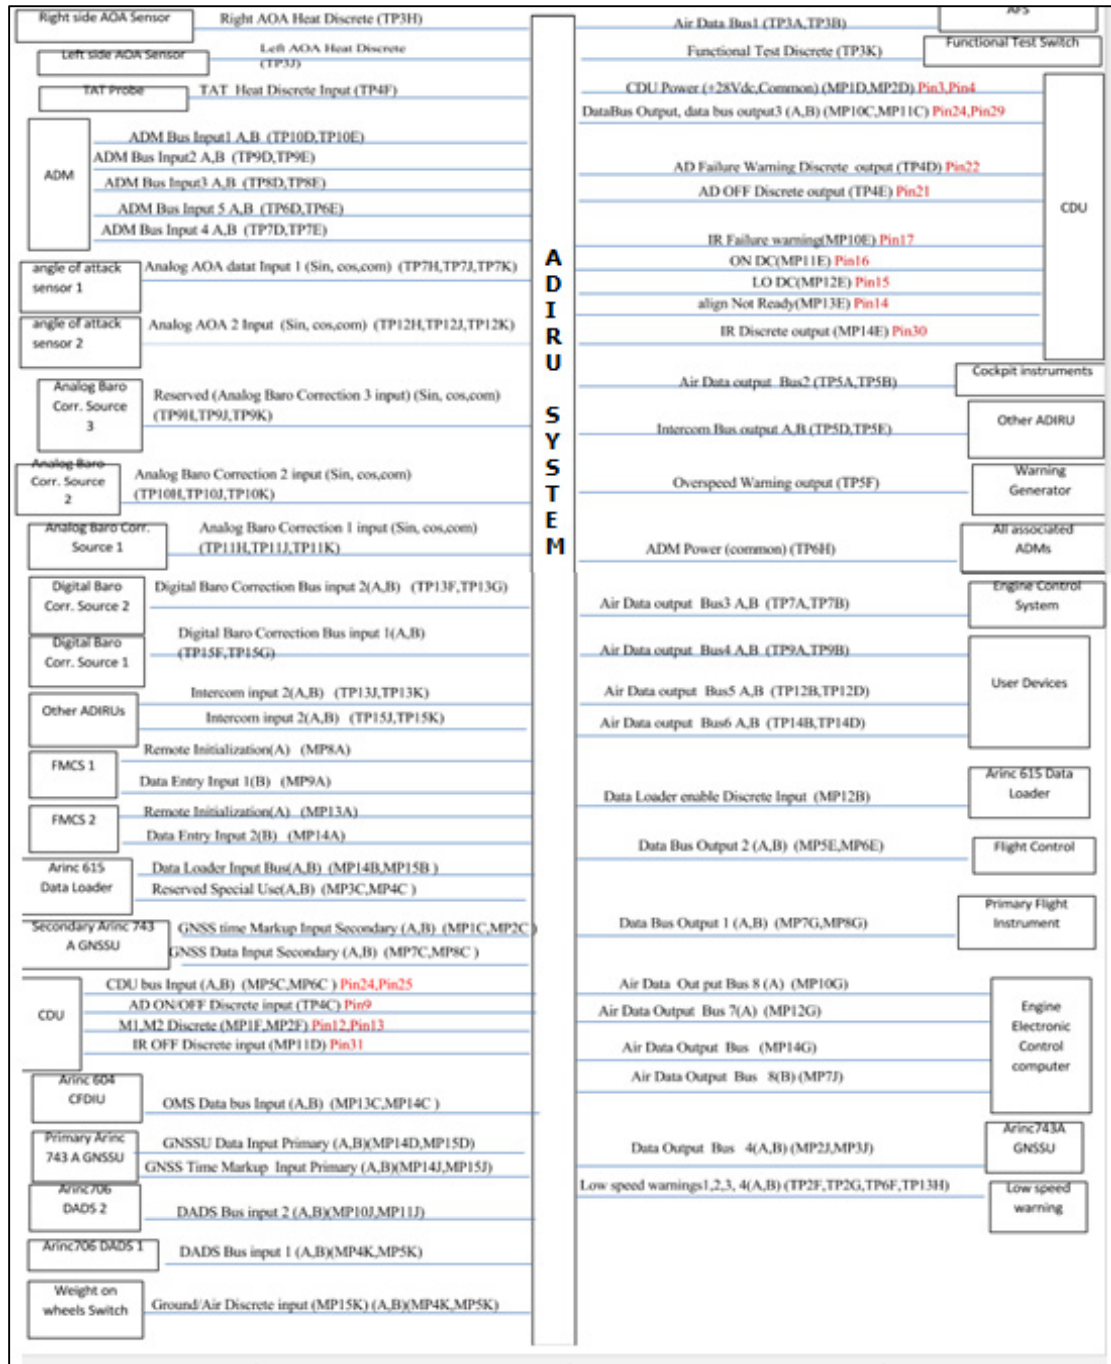 Right side AOA Sensor
Right AOA Heat Discrete (TP3H)
Left side AOA Sensor
Left AOA Heat Discrete
(TP3J)
TAT Probe
TAT Heat Discrete Input (TP4F)
ADM
ADM Bus Input1 A,B (TP10D,TP10E)
ADM Bus Input2 A,B (TP9D,TP9E)
ADM Bus Input3 A,B (TP8D,TP8E)
ADM Bus Input 5 A,B (TP6D,TP6E)
ADM Bus Input 4 A,B (TP7D,TP7E)
angle of attack
sensor 1
Analog AOA datat Input 1 (Sin, cos,com) (TP7H,TP7J,TP7K)
angle of attack
sensor 2
Analog AOA 2 Input (Sin, cos,com) (TP12H,TP12J,TP12K)
Analog Baro
Corr. Source
3
Reserved (Analog Baro Correction 3 input) (Sin, cos,com)
(TP9H,TP9J,TP9K)
Analog Baro
Corr. Source
2
Analog Baro Correction 2 input (Sin, cos,com)
(TP10H,TP10J,TP10K)
Analog Baro Corr.
Source 1
Analog Baro Correction 1 input (Sin, cos,com)
(TP11H,TP11J,TP11K)
Digital Baro
Corr. Source 2
Digital Baro Correction Bus input 2(A,B) (TP13F,TP13G)
Digital Baro
Corr. Source 1
Digital Baro Correction Bus input 1(A,B)
(TP15F,TP15G)
Other ADIRUs
Intercom input 2(A,B) (TP13J,TP13K)
Intercom input 2(A,B) (TP15J,TP15K)
FMCS 1
Remote Initialization(A) (MP8A)
Data Entry Input 1(B) (MP9A)
FMCS 2
Remote Initialization(A) (MP13A)
Data Entry Input 2(B) (MP14A)
Arinc 615
Data Loader
Data Loader Input Bus(A,B) (MP14B,MP15B )
Reserved Special Use(A,B) (MP3C,MP4C )
Secondary Arinc 743
A GNSSU
GNSS time Markup Input Secondary (A,B) (MP1C,MP2C )
GNSS Data Input Secondary (A,B) (MP7C,MP8C )
CDU
CDU bus Input (A,B) (MP5C,MP6C ) Pin24,Pin25
AD ON/OFF Discrete input (TP4C) Pin9
M1,M2 Discrete (MP1F,MP2F) Pin12,Pin13
IR OFF Discrete input (MP11D) Pin31
Arinc 604
CFDIU
OMS Data bus Input (A,B) (MP13C,MP14C )
Primary Arinc
743 A GNSSU
GNSSU Data Input Primary (A,B)(MP14D,MP15D)
GNSS Time Markup Input Primary (A,B)(MP14J,MP15J)
Arinc706
DADS 2
DADS Bus input 2 (A,B)(MP10J,MP11J)
Arinc706 DADS 1
DADS Bus input 1 (A,B)(MP4K,MP5K)
Weight on
wheels Switch
Ground/Air Discrete input (MP15K) (A,B)(MP4K,MP5K)
ADIRU SYSTEM
Air Data Bus1 (TP3A,TP3B)
AFS
Functional Test Discrete (TP3K)
Functional Test Switch
CDU Power (+28Vdc,Common) (MP1D,MP2D) Pin3,Pin4
DataBus Output, data bus output3 (A,B) (MP10C,MP11C) Pin24,Pin29
AD Failure Warning Discrete output (TP4D) Pin22
AD OFF Discrete output (TP4E) Pin21
CDU
IR Failure warning(MP10E) Pin17
ON DC(MP11E) Pin16
LO DC(MP12E) Pin15
align Not Ready(MP13E) Pin14
IR Discrete output (MP14E) Pin30
Air Data output Bus2 (TP5A,TP5B)
Cockpit instruments
Intercom Bus output A,B (TP5D,TP5E)
Other ADIRU
Overspeed Warning output (TP5F)
Warning
Generator
ADM Power (common) (TP6H)
All associated
ADMs
Air Data output Bus3 A,B (TP7A,TP7B)
Engine Control
System
Air Data output Bus4 A,B (TP9A,TP9B)
Air Data output Bus5 A,B (TP12B,TP12D)
Air Data output Bus6 A,B (TP14B,TP14D)
User Devices
Data Loader enable Discrete Input (MP12B)
Arinc 615 Data
Loader
Data Bus Output 2 (A,B) (MP5E,MP6E)
Flight Control
Data Bus Output 1 (A,B) (MP7G,MP8G)
Primary Flight
Instrument
Air Data Out put Bus 8 (A) (MP10G)
Air Data Output Bus 7(A) (MP12G)
Air Data Output Bus (MP14G)
Air Data Output Bus 8(B) (MP7J)
Engine
Electronic
Control
computer
Data Output Bus 4(A,B) (MP2J,MP3J)
Arinc743A
GNSSU
Low speed warnings1,2,3, 4(A,B) (TP2F,TP2G,TP6F,TP13H)
Low speed
warning